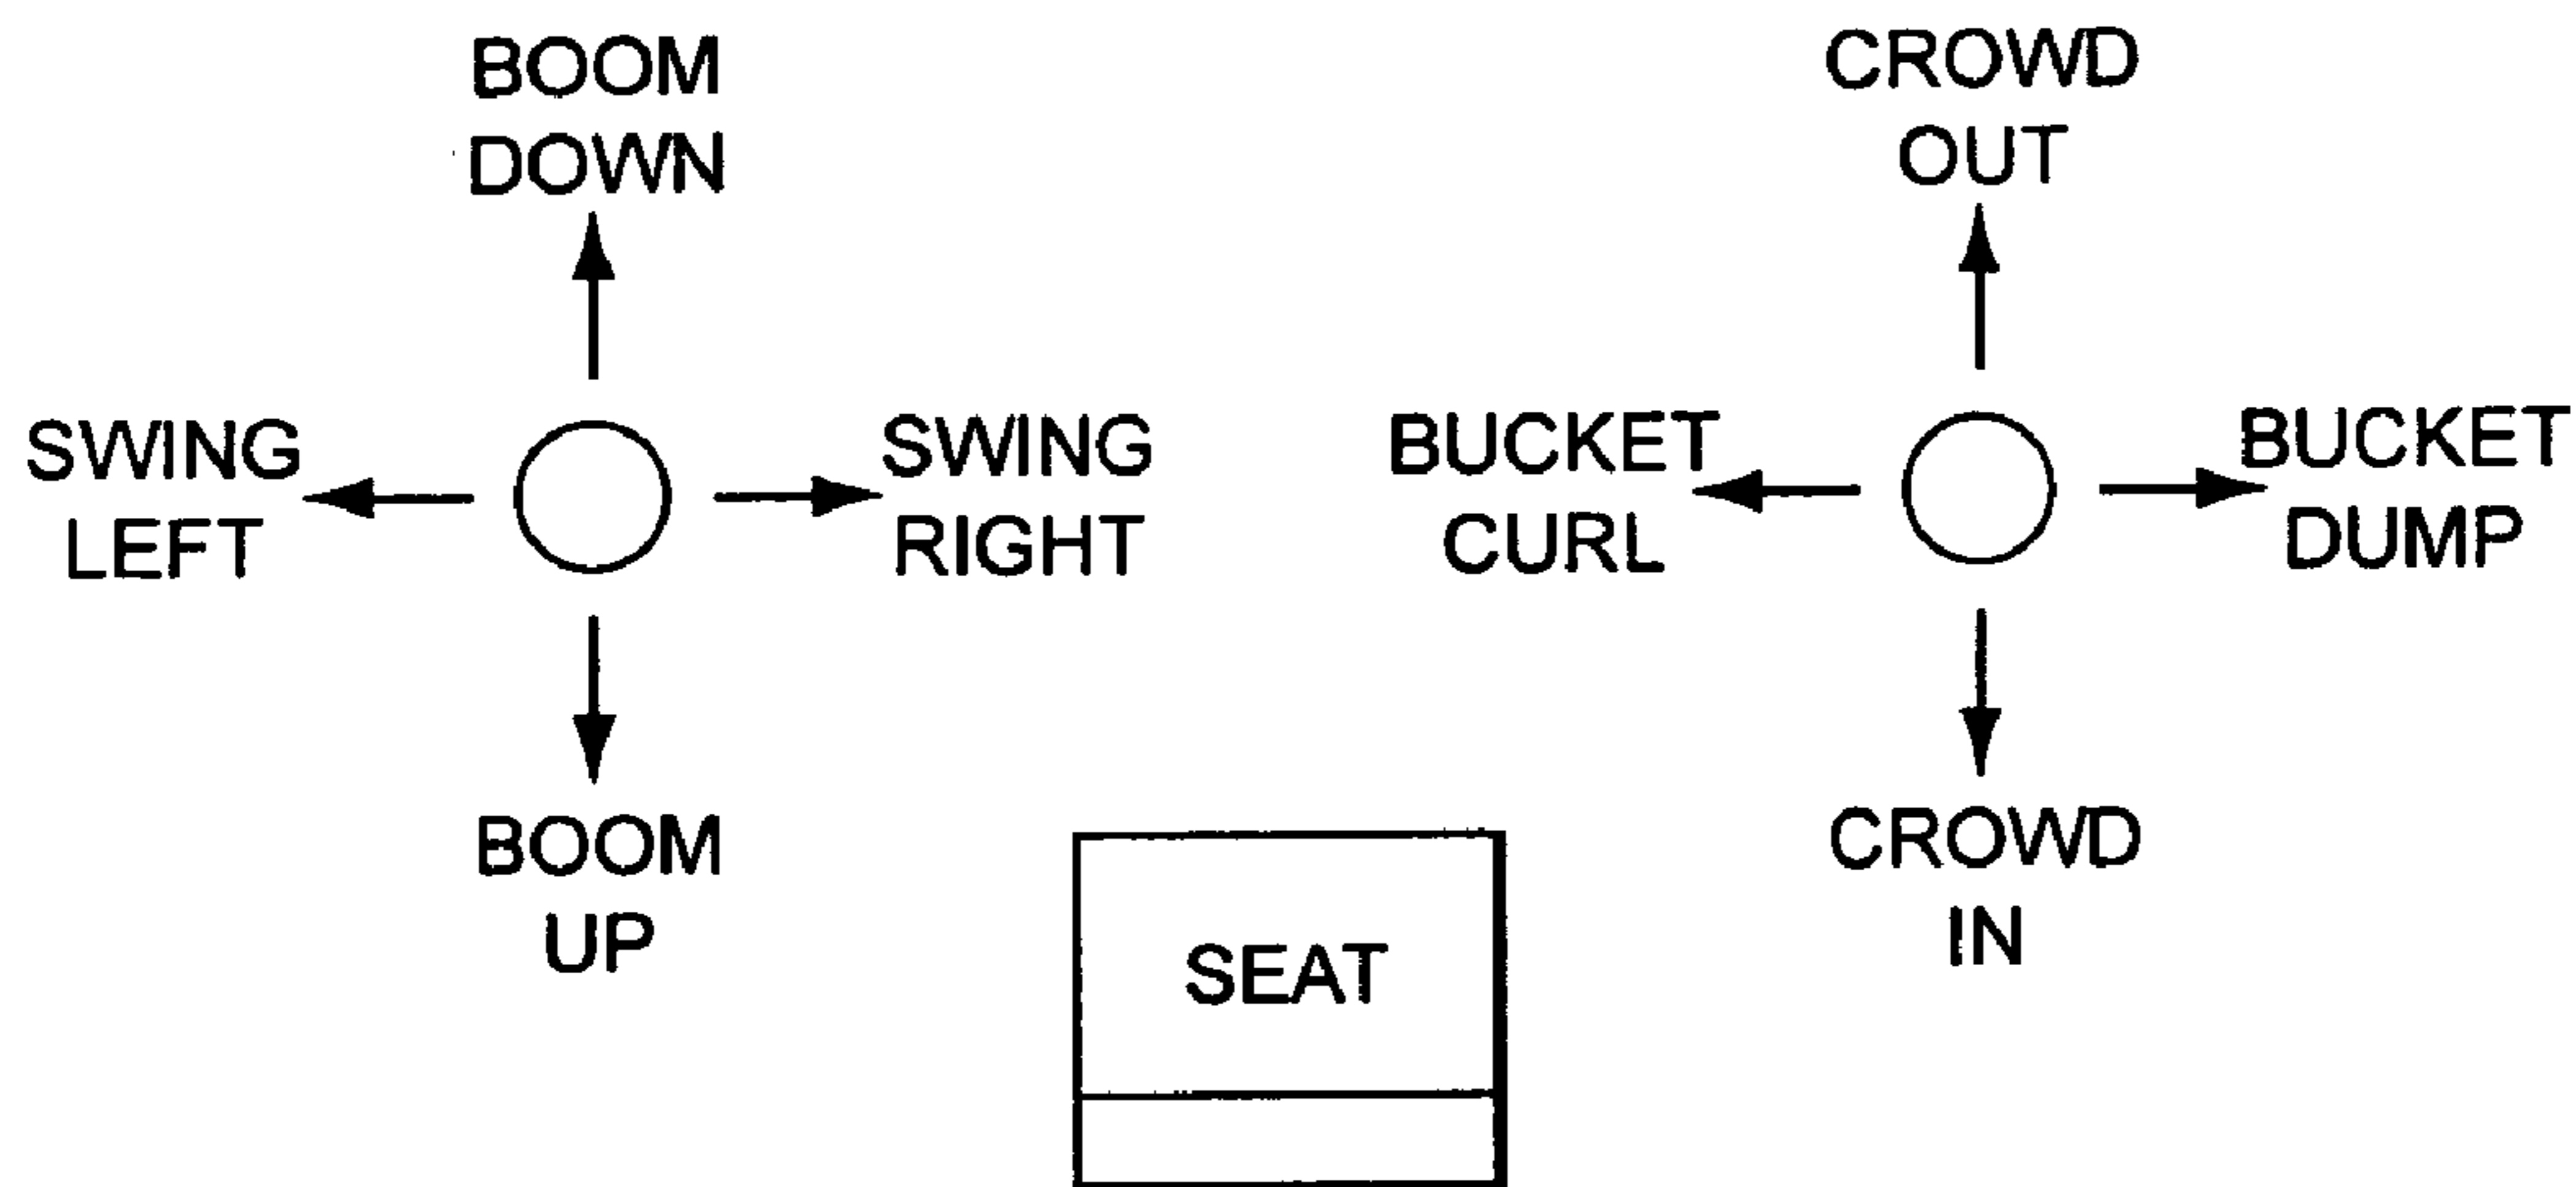 BOOM
DOWN
CROWD
OUT
SWING
LEFT
SWING
RIGHT
BUCKET
CURL
BUCKET
DUMP
BOOM
UP
CROWD
IN
SEAT